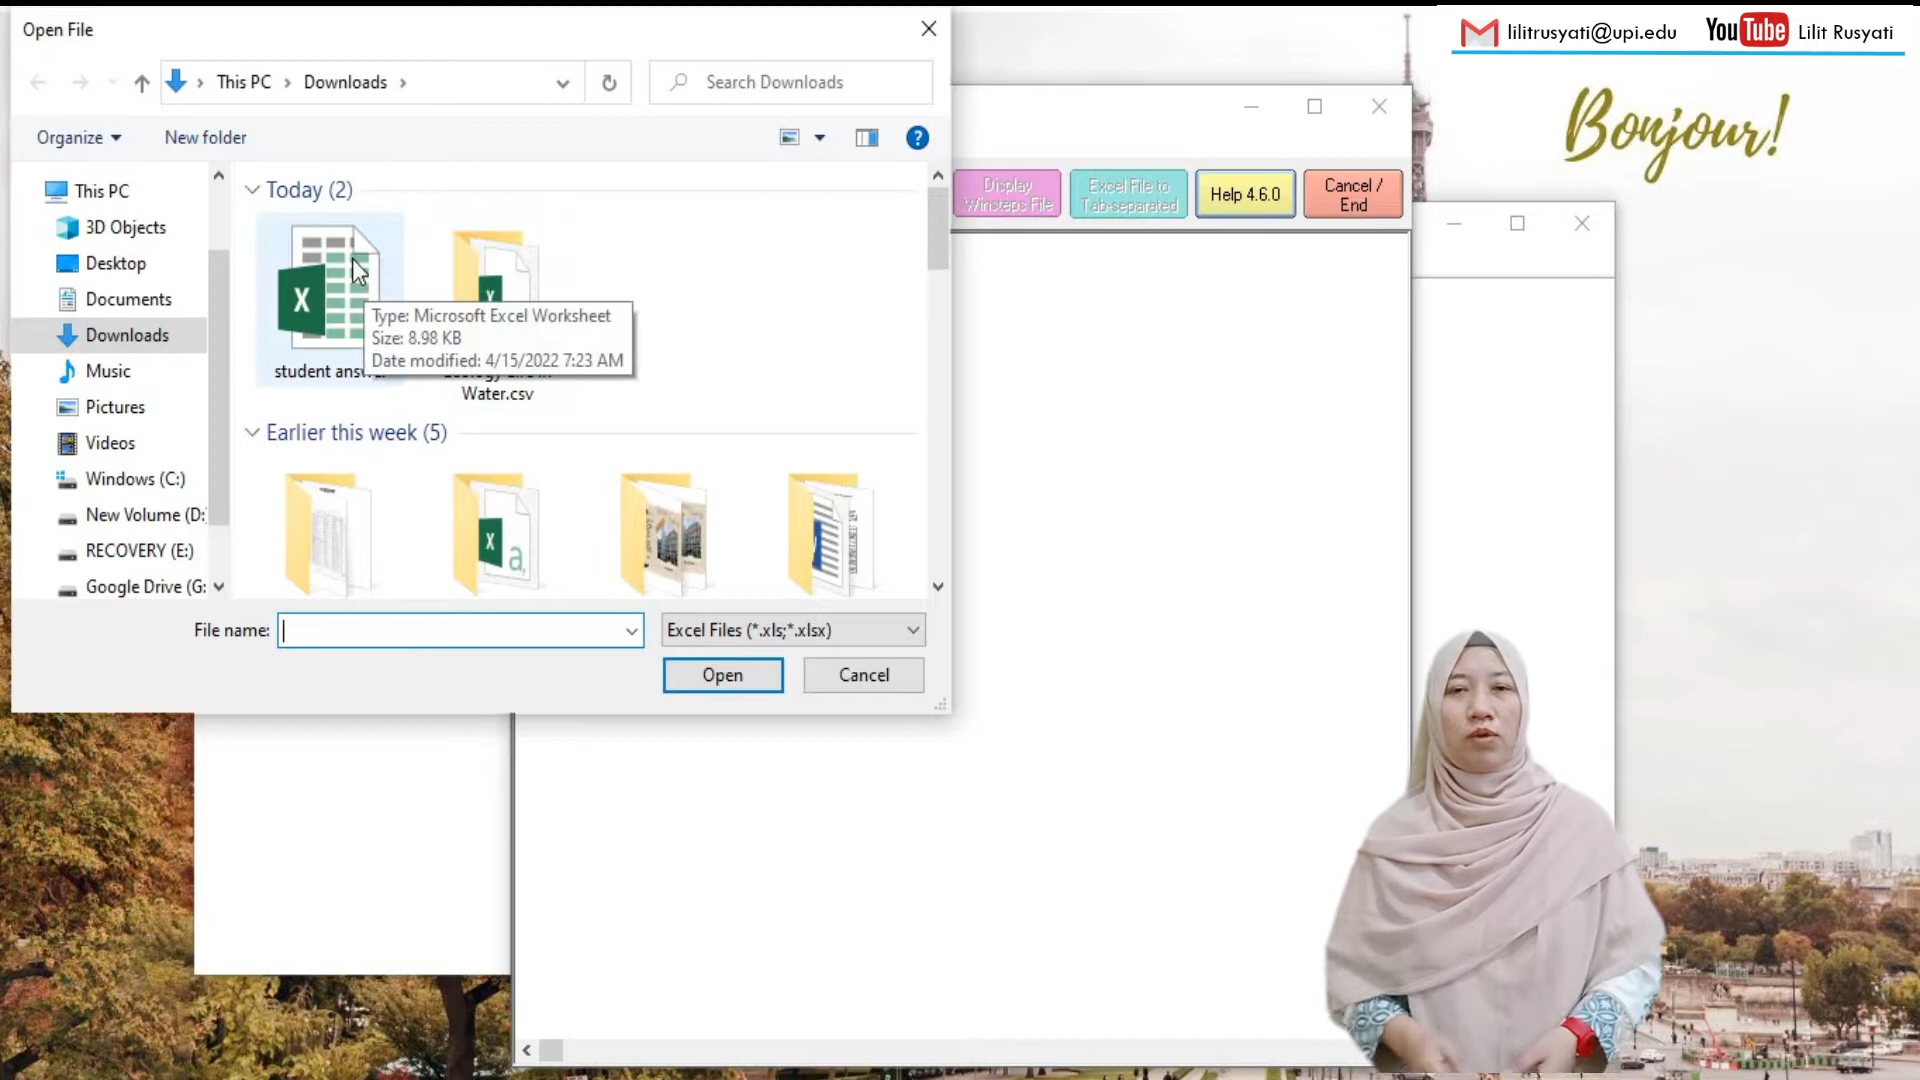 Open File
lilitrusyati@upi.edu
YouTube Lilit Rusyati
Bonjour!
This PC
Downloads
Search Downloads
Organize
New folder
Display
Winsteps File
Excel File to
Tab-separated
Help 4.6.0
Cancel /
End
This PC
3D Objects
Desktop
Documents
Downloads
Music
Pictures
Videos
Windows (C:)
New Volume (D:
RECOVERY (E:)
Google Drive (G:
Today (2)
X
X
Type: Microsoft Excel Worksheet
Size: 8.98 KB
Date modified: 4/15/2022 7:23 AM
student
Water.csv
Earlier this week (5)
X a,
File name:
Excel Files (*.xls;*.xlsx)
Open
Cancel